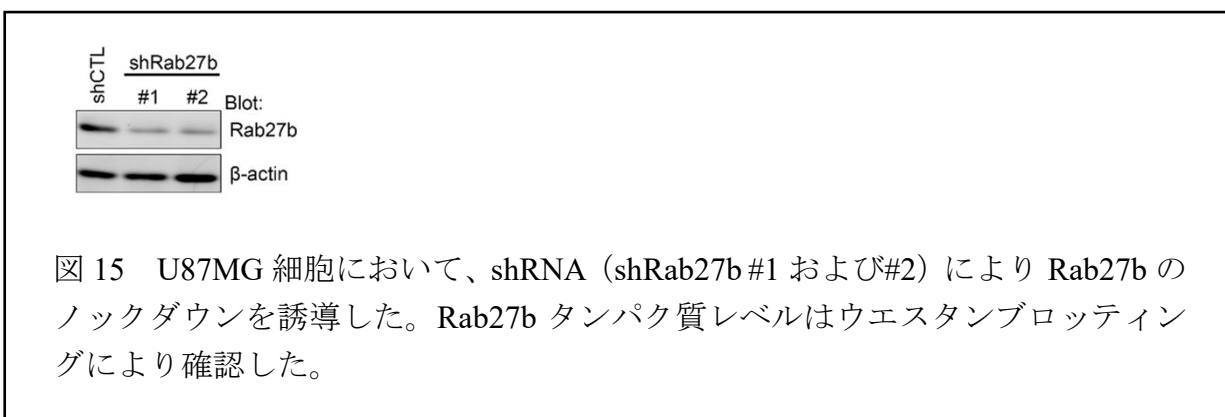 shCTL
shRab27b
#1 #2 Blot:
Rab27b
β-actin
図 15 U87MG 細胞において、shRNA（shRab27b #1 および#2）により Rab27b の
ノックダウンを誘導した。Rab27b タンパク質レベルはウエスタンブロッティン
グにより確認した。